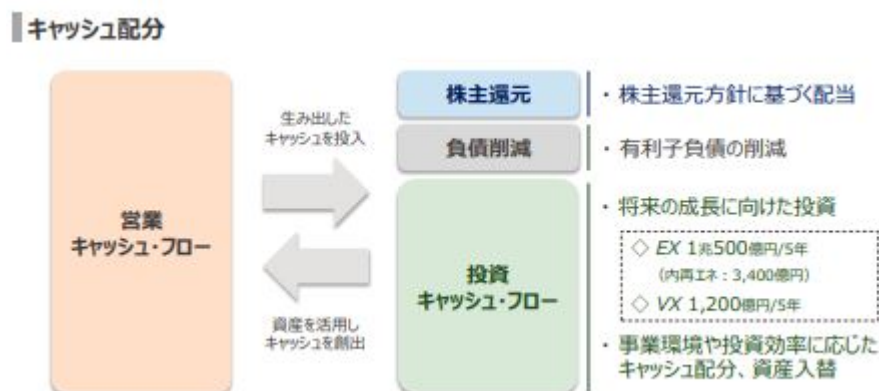 キャッシュ配分
営業
キャッシュ・フロー
生み出した
キャッシュを投入
資産を活用し
キャッシュを創出
株主還元
・ 株主還元方針に基づく配当
負債削減
・ 有利子負債の削減
投資
キャッシュ・フロー
・ 将来の成長に向けた投資
◇ EX 1兆500億円/5年
（内再エネ：3,400億円）
◇ VX 1,200億円/5年
・ 事業環境や投資効率に応じた
キャッシュ配分、資産入替